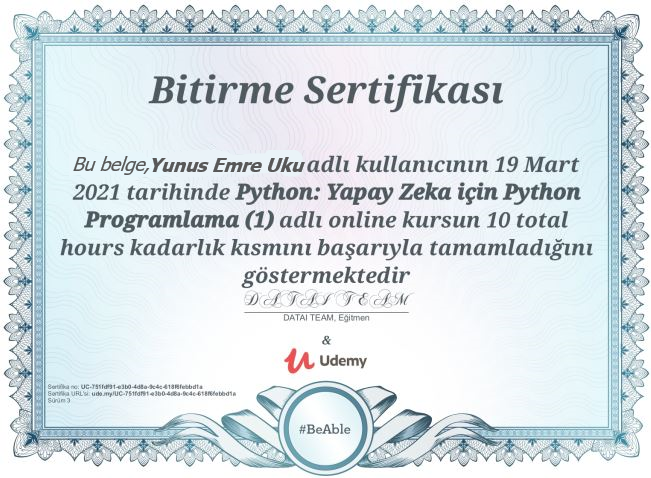 Bitirme Sertifikası
Bu belge,Yunus Emre Uku adlı kullanıcının 19 Mart
2021 tarihinde Python: Yapay Zeka için Python
Programlama (1) adlı online kursun 10 total
hours kadarlık kısmını başarıyla tamamladığını
göstermektedir
DATAI TEAM
DATAI TEAM, Eğitmen
&
Udemy
Sertifika no: UC-751fdf91-e3b0-4d8a-9c4c-618f6febbd1a
Sertifika URL'si: ude.my/UC-751fdf91-e3b0-4d8a-9c4c-618f6febbd1a
Sürüm 3
#BeAble